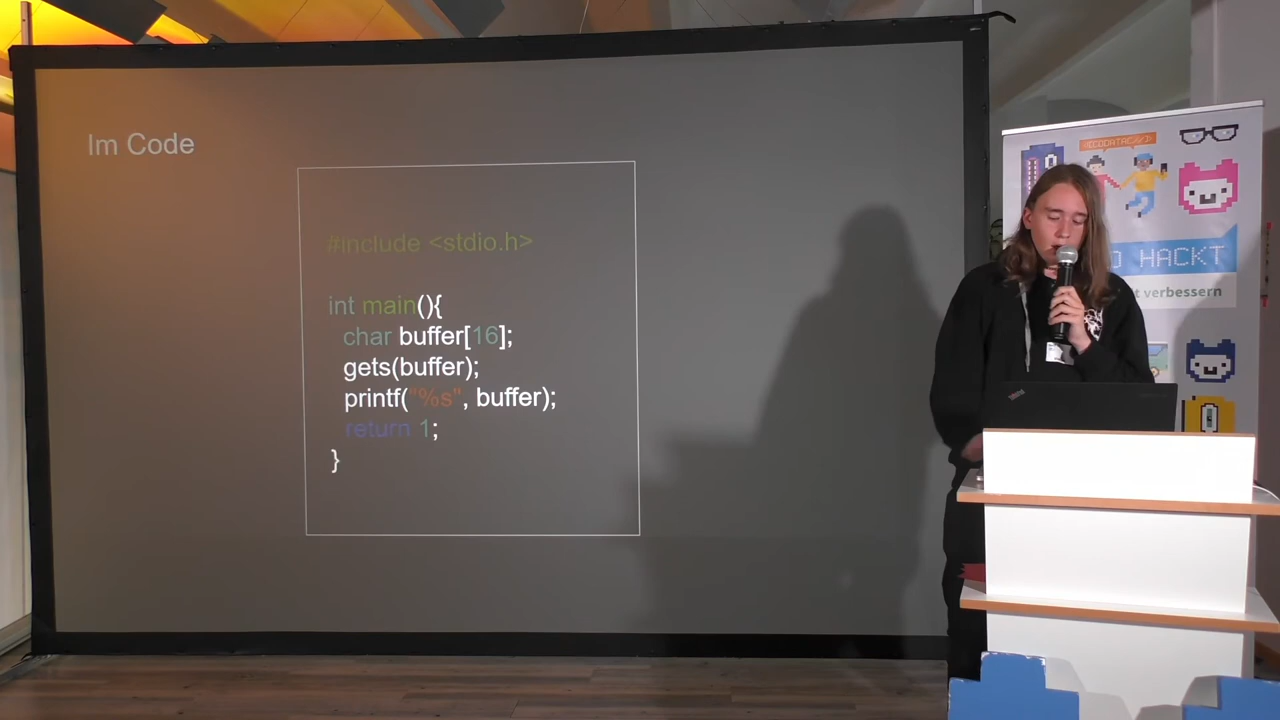 Im Code
#include <stdio.h>
int main(){
char buffer[16];
gets(buffer);
printf("%s", buffer);
return 1;
}
HACKT
verbessern